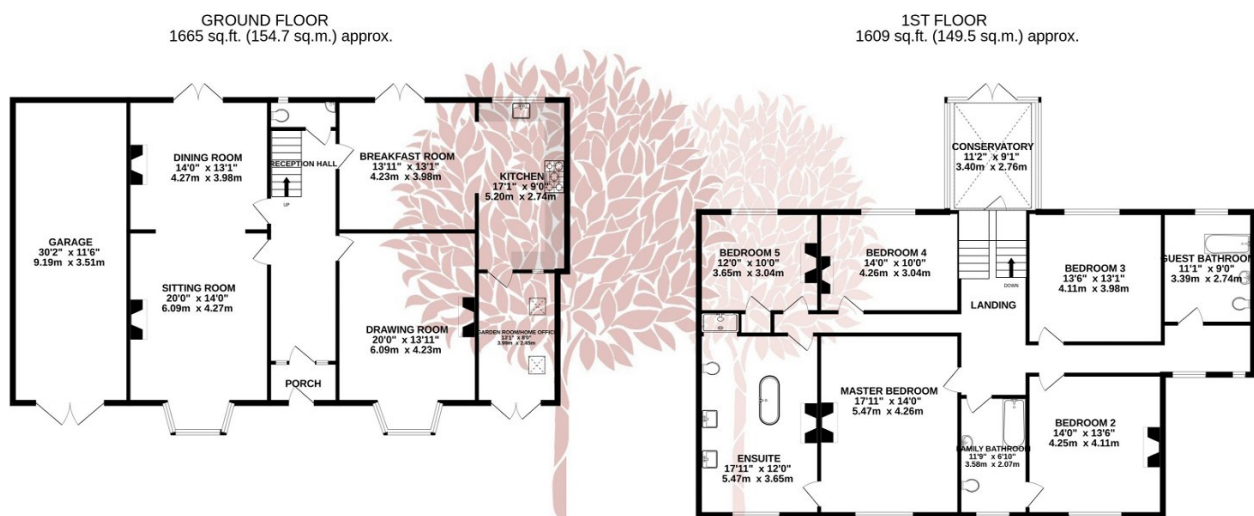 GROUND FLOOR
1665 sq.ft. (154.7 sq.m.) approx.
1ST FLOOR
1609 sq.ft. (149.5 sq.m.) approx.
DINING ROOM
14'0" x 13'1"
4.27m x 3.98m
RECEPTION HALL
UP
BREAKFAST ROOM
13'11" x 13'1"
4.23m x 3.98m
KITCHEN
17'1" x 9'0"
5.20m x 2.74m
GARAGE
30'2" x 11'6"
9.19m x 3.51m
SITTING ROOM
20'0" x 14'0"
6.09m x 4.27m
DRAWING ROOM
20'0" x 13'11"
6.09m x 4.23m
GARDEN ROOM/HOME OFFICE
PORCH
CONSERVATORY
11'2" x 9'1"
3.40m x 2.76m
BEDROOM 5
12'0" x 10'0"
3.65m x 3.04m
BEDROOM 4
14'0" x 10'0"
4.26m x 3.04m
DOWN
LANDING
BEDROOM 3
13'6" x 13'1"
4.11m x 3.98m
GUEST BATHROOM
11'1" x 9'0"
3.39m x 2.74m
MASTER BEDROOM
17'11" x 14'0"
5.47m x 4.26m
ENSUITE
17'11" x 12'0"
5.47m x 3.65m
FAMILY BATHROOM
11'9" x 6'10"
3.58m x 2.07m
BEDROOM 2
14'0" x 13'6"
4.25m x 4.11m